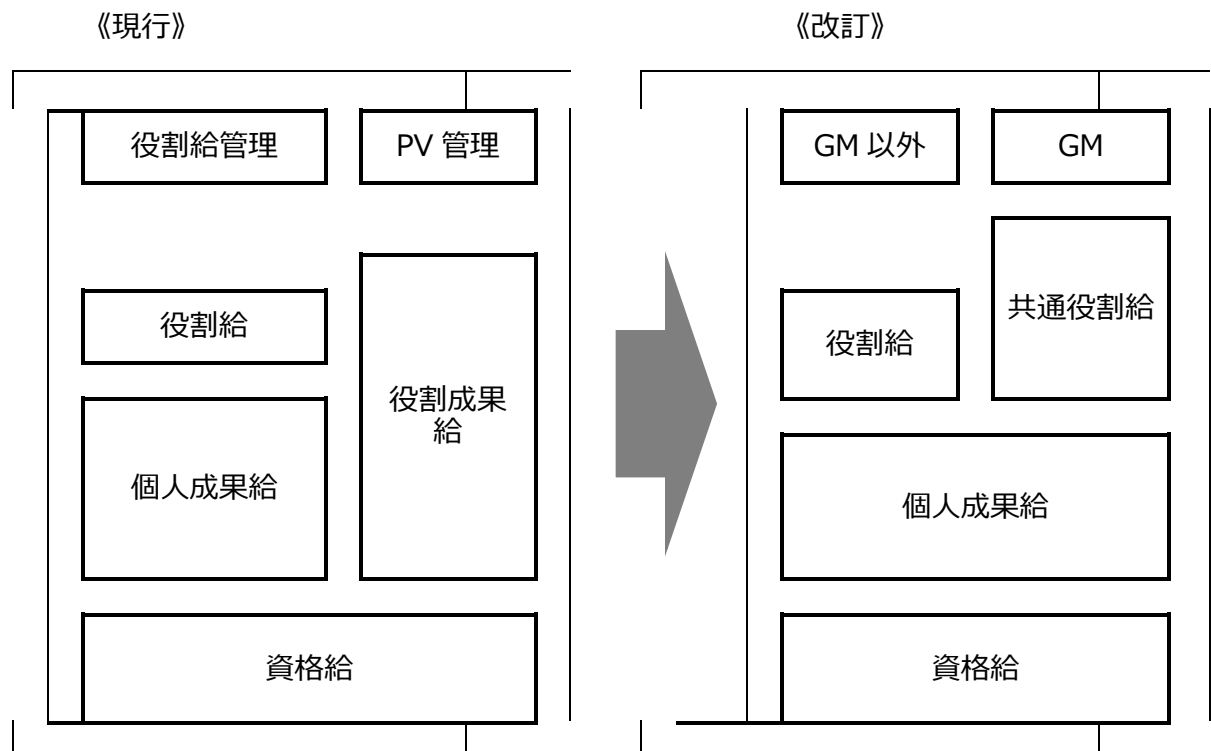 《現行》
役割給管理
PV 管理
役割給
役割成果
給
個人成果給
資格給
《改訂》
GM 以外
GM
共通役割給
役割給
個人成果給
資格給